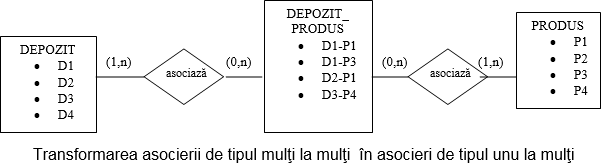 DEPOZIT
• D1
• D2
• D3
• D4
(1,n)
asociază
(0,n)
DEPOZIT_
PRODUS
• D1-P1
• D1-P3
• D2-P1
• D3-P4
(0,n)
asociază
(1,n)
PRODUS
• P1
• P2
• P3
• P4
Transformarea asocierii de tipul mulţi la mulţi în asocieri de tipul unu la mulţi